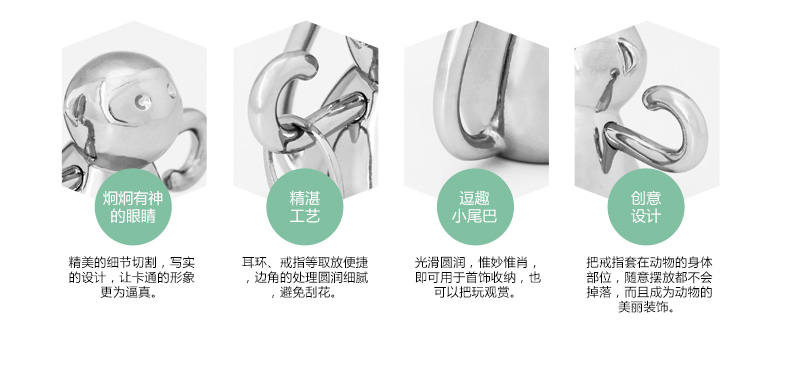 炯炯有神
的眼睛
精湛
工艺
逗趣
小尾巴
创意
设计
精美的细节切割，写实
的设计，让卡通的形象
更为逼真。
耳环、戒指等取放便捷
，边角的处理圆润细腻
，避免刮花。
光滑圆润，惟妙惟肖，
即可用于首饰收纳，也
可以把玩观赏。
把戒指套在动物的身体
部位，随意摆放都不会
掉落，而且成为动物的
美丽装饰。